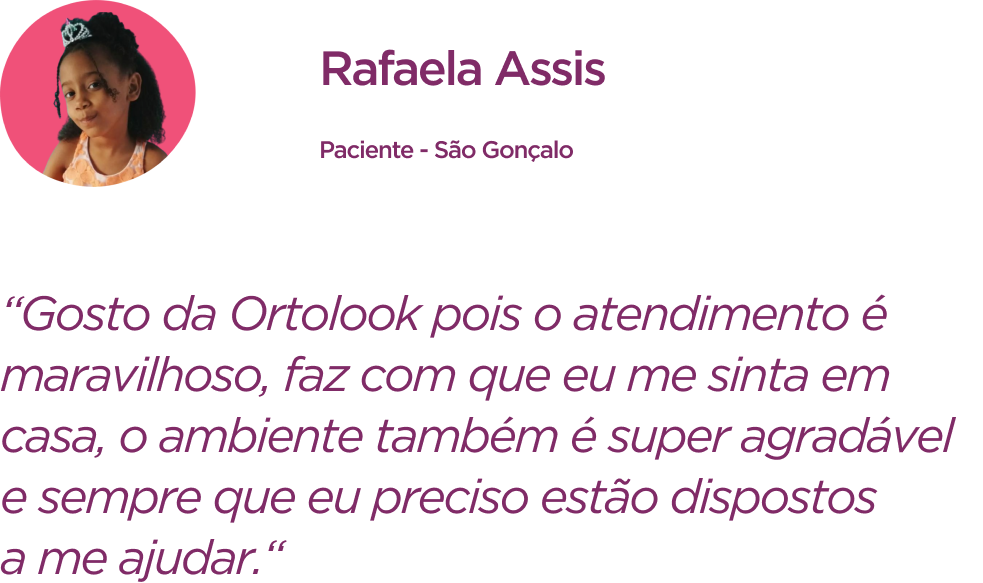 Rafaela Assis
Paciente - São Gonçalo
“Gosto da Ortolook pois o atendimento é
maravilhoso, faz com que eu me sinta em
casa, o ambiente também é super agradável
e sempre que eu preciso estão dispostos
a me ajudar.“